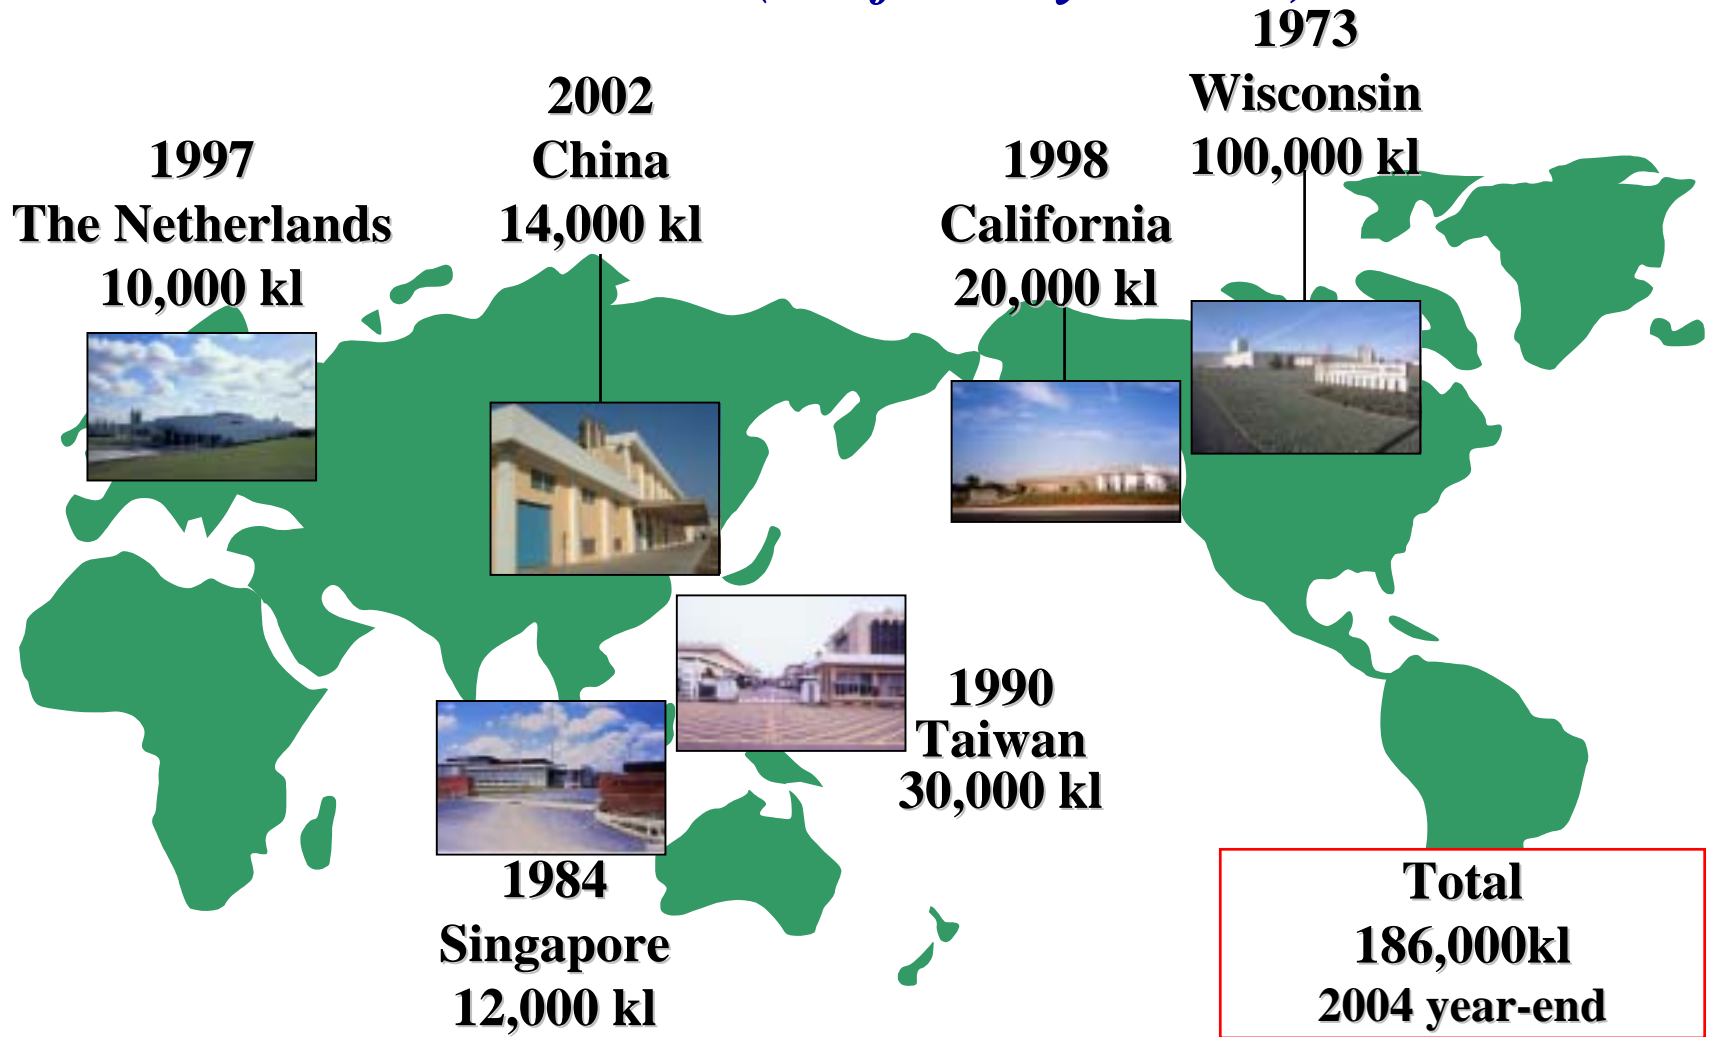 1973
Wisconsin
100,000 kl
2002
China
14,000 kl
1997
The Netherlands
10,000 kl
1998
California
20,000 kl
1990
Taiwan
30,000 kl
1984
Singapore
12,000 kl
Total
186,000kl
2004 year-end